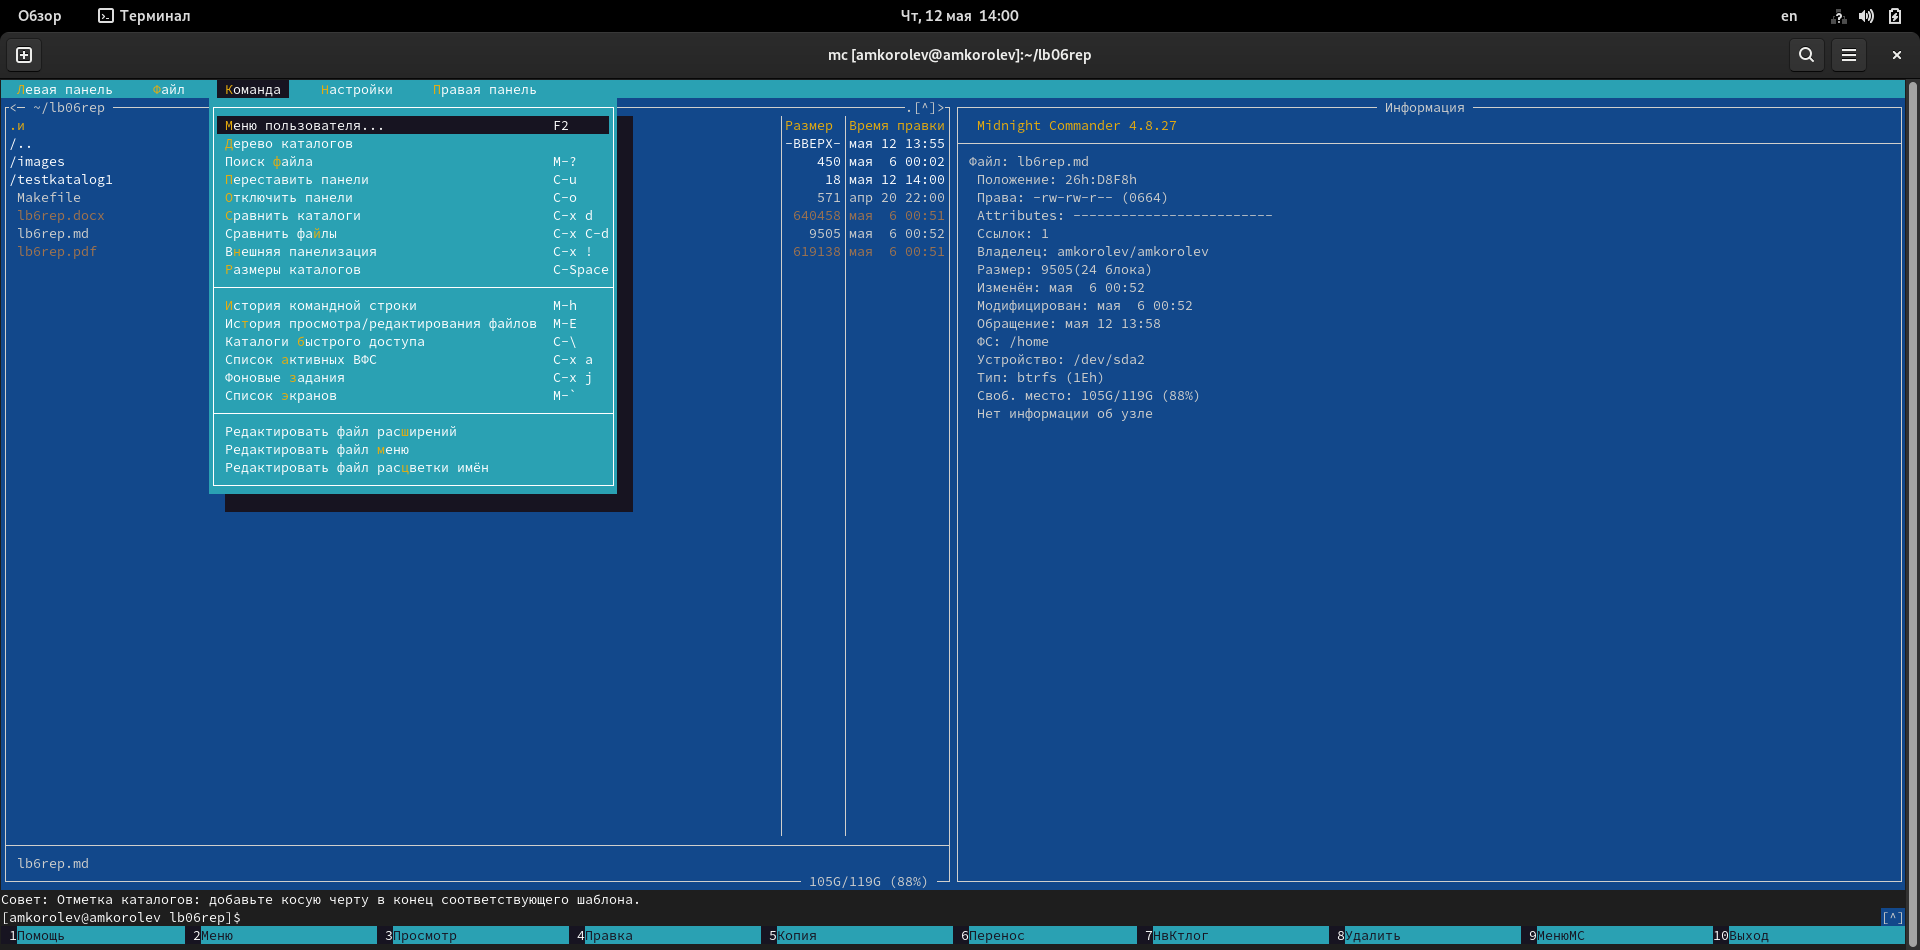 Обзор Терминал Чт, 12 мая 14:00 en
mc [amkorolev@amkorolev]:~/lb06rep
Левая панель Файл Команда Настройки Правая панель
<— ~/lb06rep .[^]>
.и Размер Время правки
/.. -ВВЕРХ- мая 12 13:55
/images 450 мая 6 00:02
/testkatalog1 18 мая 12 14:00
Makefile 571 апр 20 22:00
lb6rep.docx 640458 мая 6 00:51
lb6rep.md 9505 мая 6 00:52
lb6rep.pdf 619138 мая 6 00:51
Меню пользователя... F2
Дерево каталогов
Поиск файла M-?
Переставить панели C-u
Отключить панели C-o
Сравнить каталоги C-x d
Сравнить файлы C-x C-d
Внешняя панелизация C-x !
Размеры каталогов C-Space
История командной строки M-h
История просмотра/редактирования файлов M-E
Каталоги быстрого доступа C-\
Список активных ВФС C-x a
Фоновые задания C-x j
Список экранов M-`
Редактировать файл расширений
Редактировать файл меню
Редактировать файл расцветки имён
lb6rep.md
105G/119G (88%)
Информация
Midnight Commander 4.8.27
Файл: lb6rep.md
Положение: 26h:D8F8h
Права: -rw-rw-r-- (0664)
Attributes: -------------------------
Ссылок: 1
Владелец: amkorolev/amkorolev
Размер: 9505(24 блока)
Изменён: мая 6 00:52
Модифицирован: мая 6 00:52
Обращение: мая 12 13:58
ФС: /home
Устройство: /dev/sda2
Тип: btrfs (1Eh)
Своб. место: 105G/119G (88%)
Нет информации об узле
Совет: Отметка каталогов: добавьте косую черту в конец соответствующего шаблона.
[amkorolev@amkorolev lb06rep]$ [^]
1Помощь 2Меню 3Просмотр 4Правка 5Копия 6Перенос 7НвКтлог 8Удалить 9МенюMC 10Выход